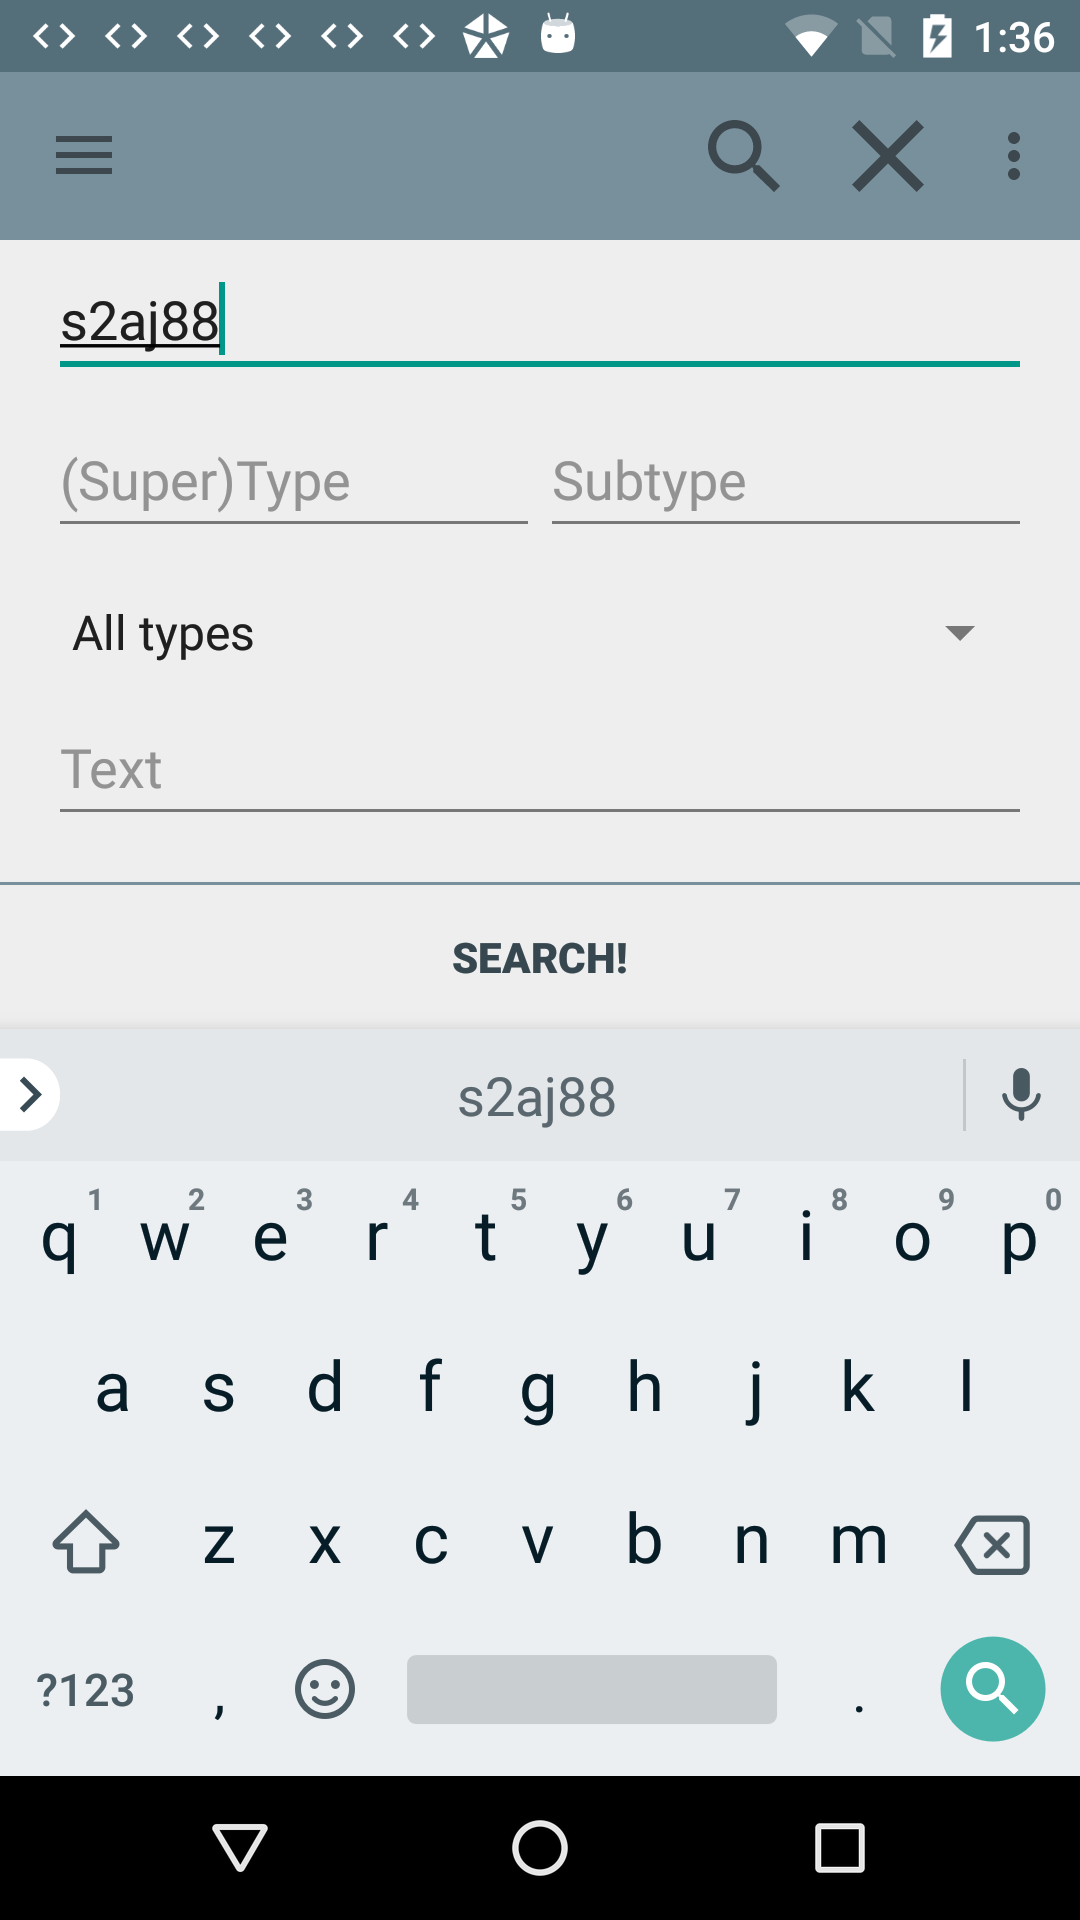 1:36
s2aj88
(Super)Type Subtype
All types
Text
SEARCH!
s2aj88
1 2 3 4 5 6 7 8 9 0
q w e r t y u i o p
a s d f g h j k l
z x c v b n m
?123 , .